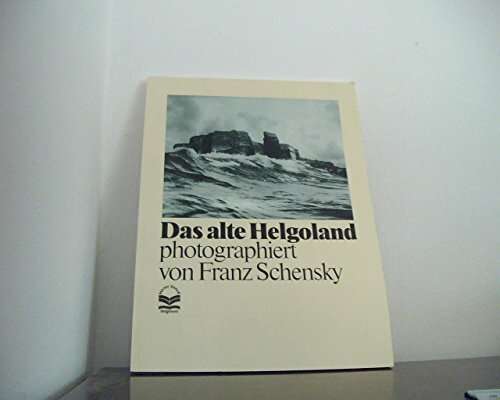 Das alte Helgoland
photographiert
von Franz Schensky